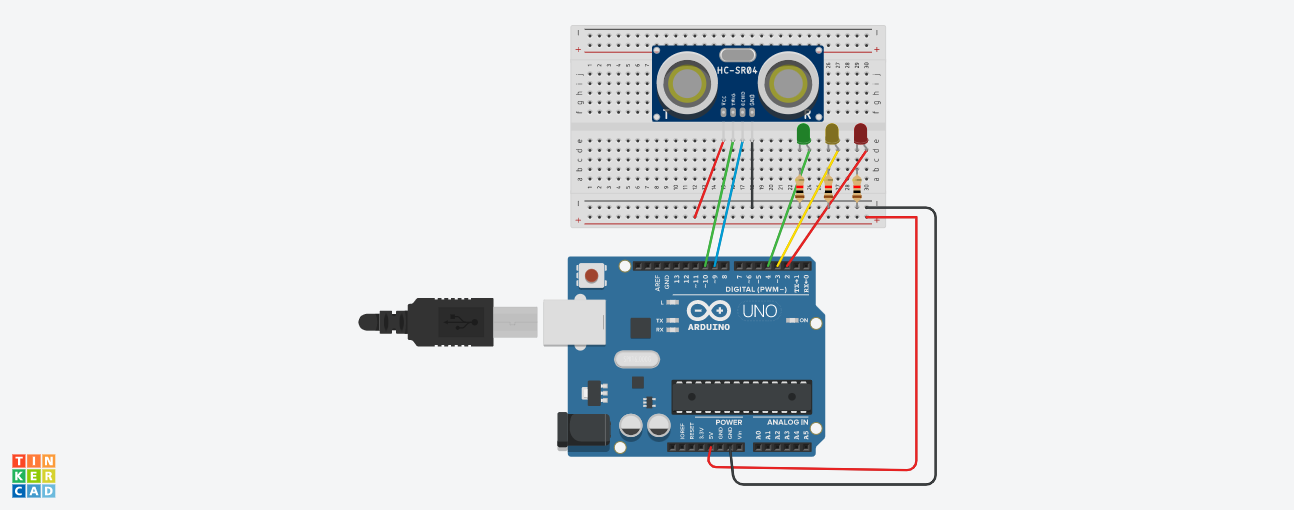 HC-SR04
VCC
TRIG
ECHO
GND
T
R
a b c d e
f g h i j
AREF
GND
13
12
~11
~10
~9
8
7
~6
~5
4
~3
2
TX→1
RX←0
DIGITAL (PWM~)
L
TX
RX
ARDUINO
UNO
ON
POWER
ANALOG IN
IOREF
RESET
3.3V
5V
GND
GND
Vin
A0
A1
A2
A3
A4
A5
TIN
KER
CAD